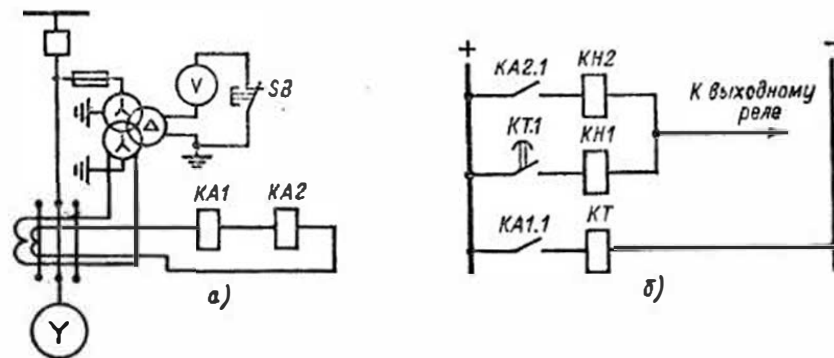 V
SB
KA1 KA2
Y
а)
+
-
KA2.1 KH2
К выходному
реле
KT.1 KH1
KA1.1 KT
б)